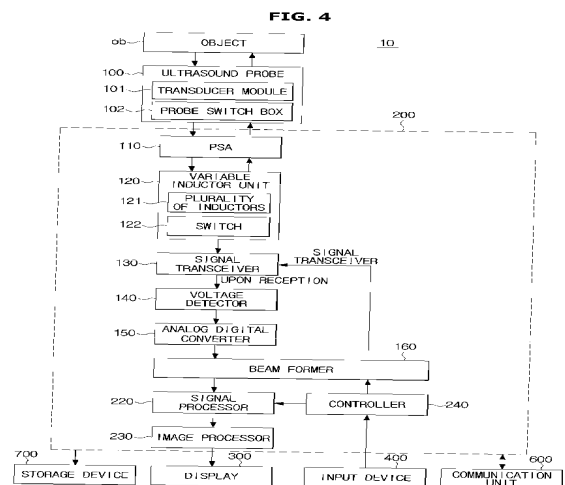 FIG. 4
ob
OBJECT
10
100
ULTRASOUND PROBE
101
TRANSDUCER MODULE
102
PROBE SWITCH BOX
200
110
PSA
120
VARIABLE
INDUCTOR UNIT
121
PLURALITY
OF INDUCTORS
122
SWITCH
130
SIGNAL
TRANSCEIVER
SIGNAL
TRANSCEIVER
UPON RECEPTION
140
VOLTAGE
DETECTOR
150
ANALOG DIGITAL
CONVERTER
160
BEAM FORMER
220
SIGNAL
PROCESSOR
CONTROLLER
240
230
IMAGE PROCESSOR
700
STORAGE DEVICE
300
DISPLAY
400
INPUT DEVICE
600
COMMUNICATION
UNIT